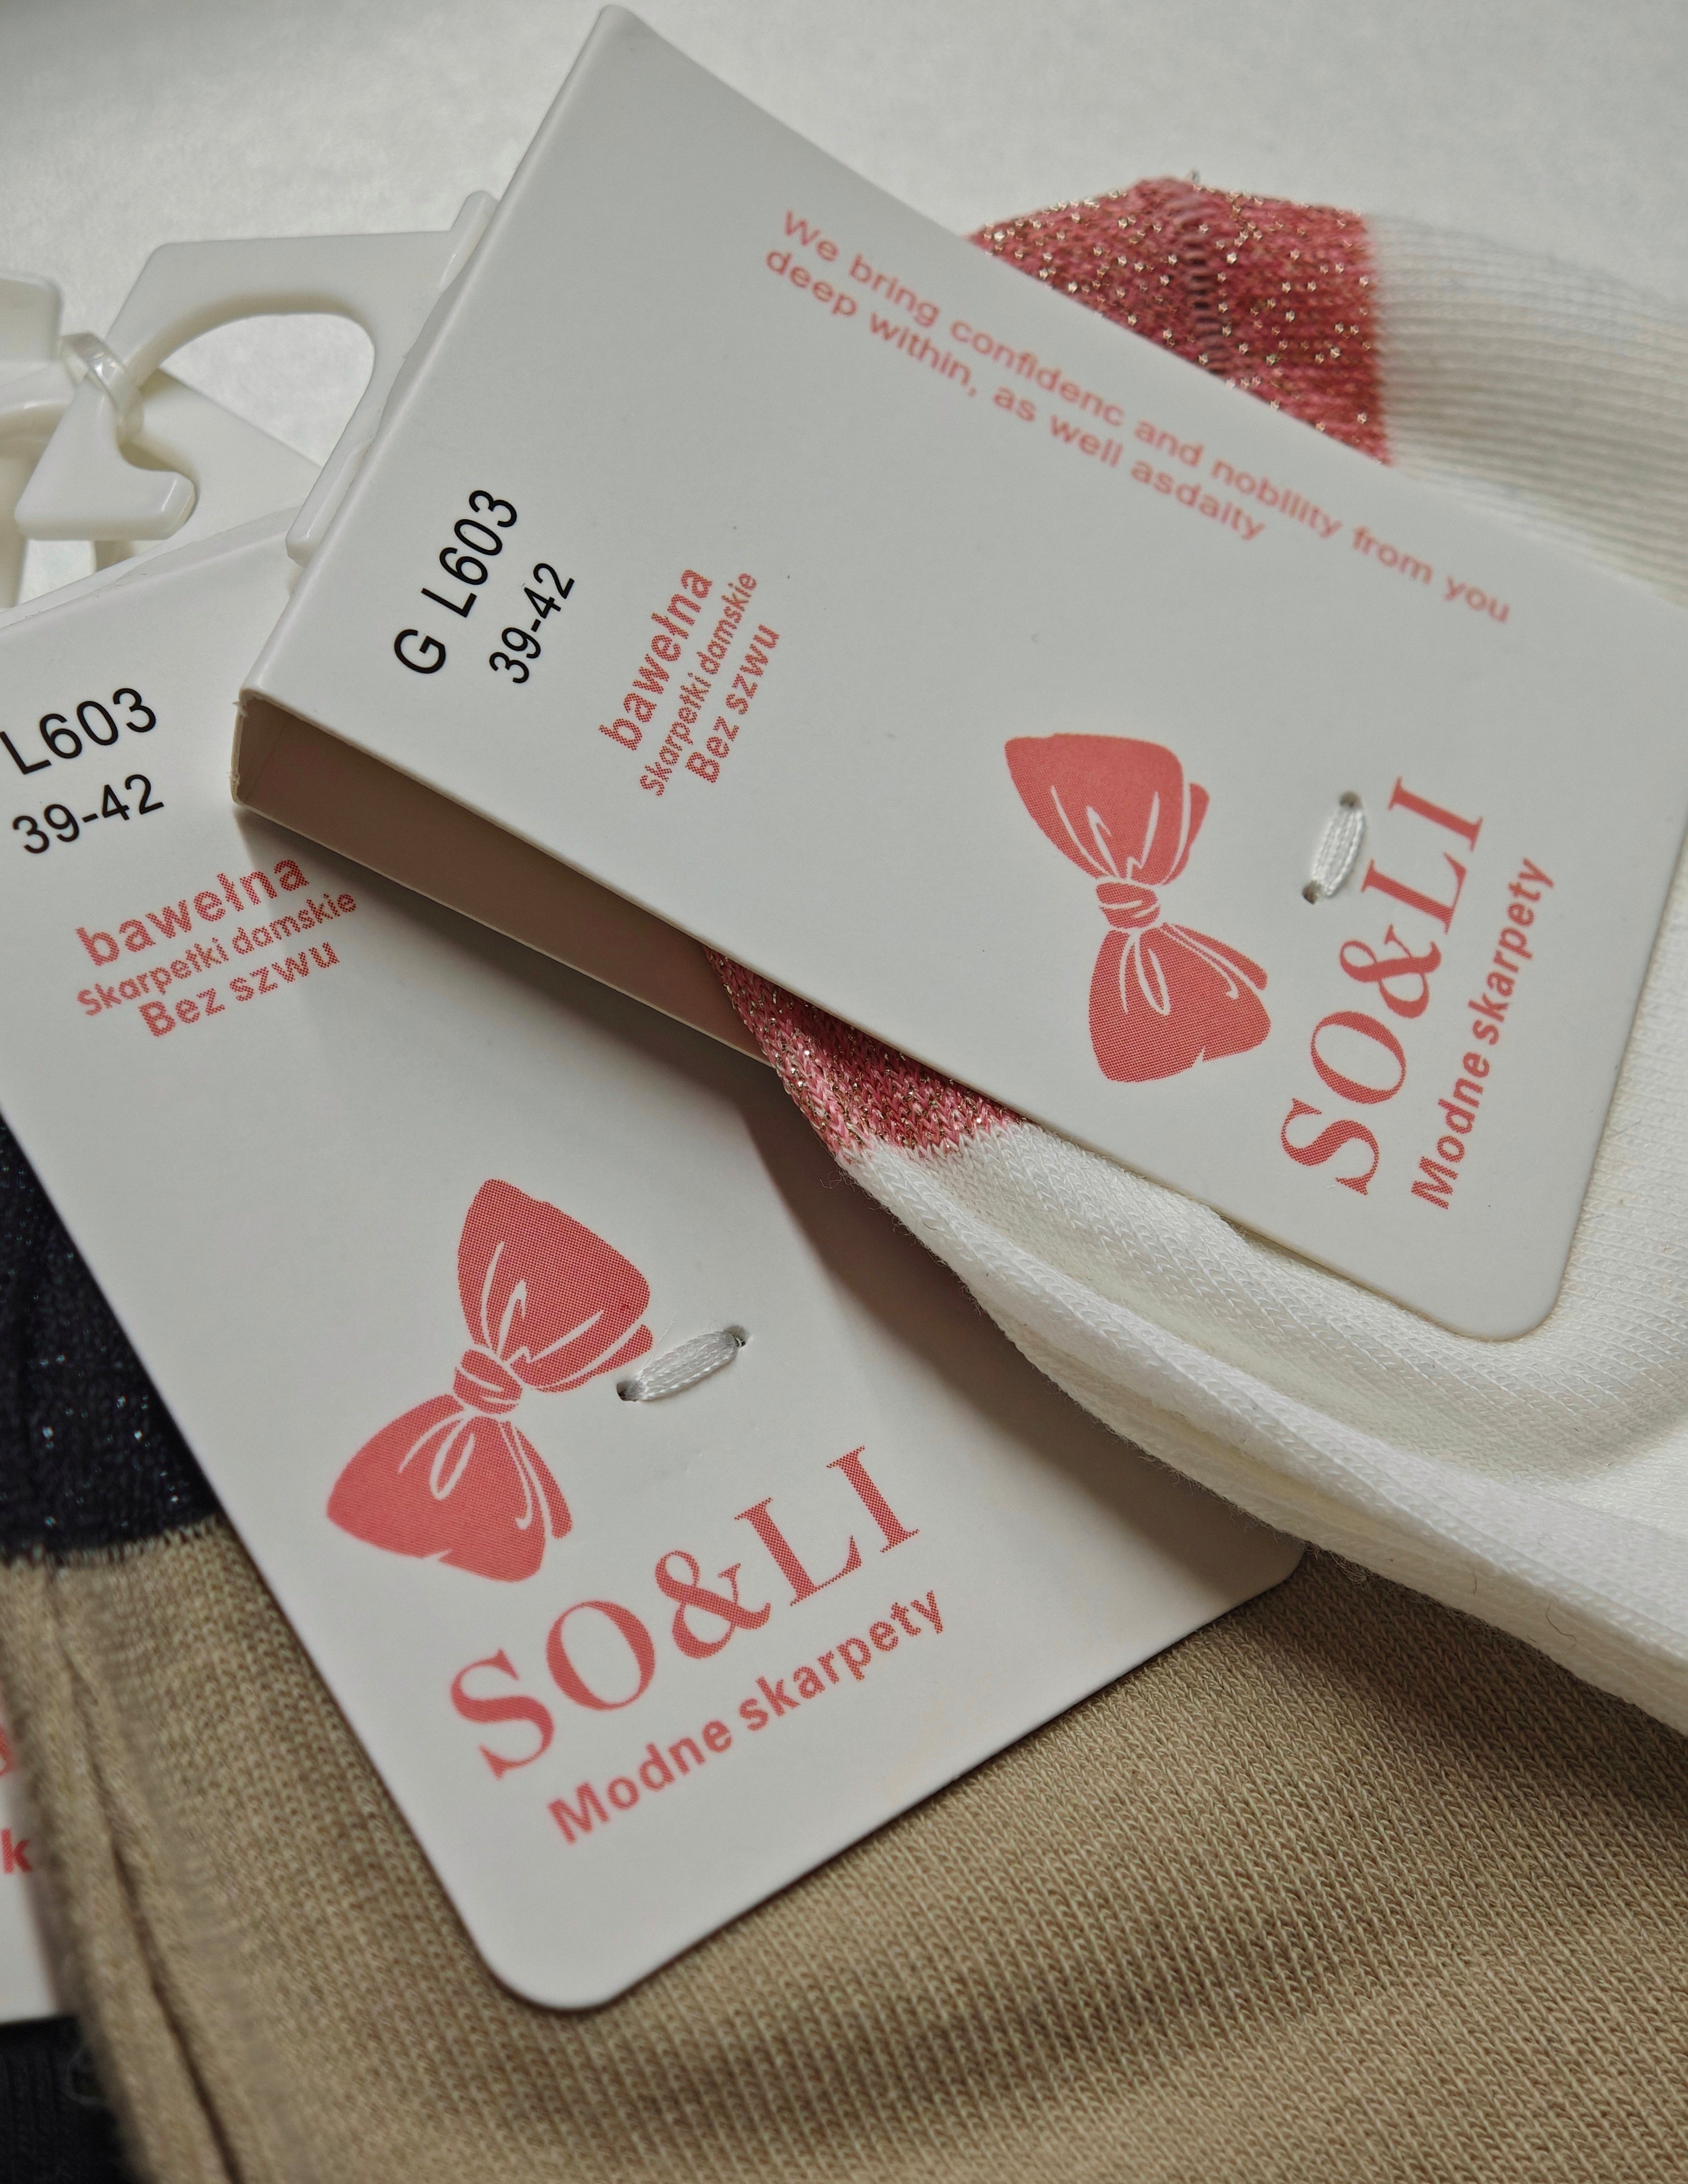 We bring confidenc and nobility from you
deep within, as well asdaity
G L603
39-42
bawełna
Skarpetki damskie
Bez szwu
SO&LI
Modne skarpety
L603
39-42
bawełna
Skarpetki damskie
Bez szwu
SO&LI
Modne skarpety
k